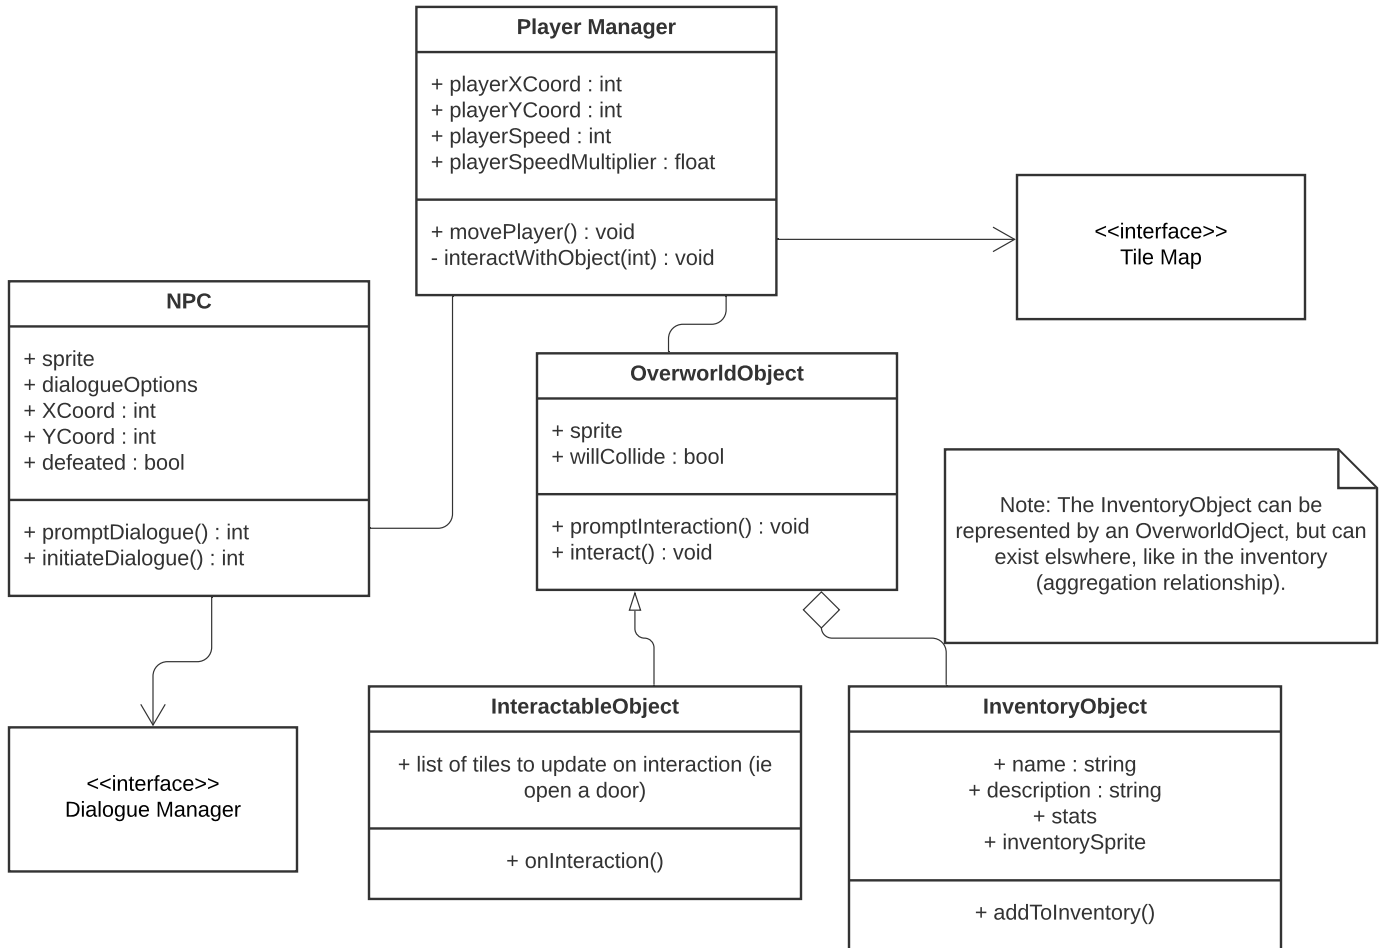 Player Manager
+ playerXCoord : int
+ playerYCoord : int
+ playerSpeed : int
+ playerSpeedMultiplier : float
+ movePlayer() : void
- interactWithObject(int) : void
<<interface>>
Tile Map
NPC
+ sprite
+ dialogueOptions
+ XCoord : int
+ YCoord : int
+ defeated : bool
+ promptDialogue() : int
+ initiateDialogue() : int
OverworldObject
+ sprite
+ willCollide : bool
+ promptInteraction() : void
+ interact() : void
Note: The InventoryObject can be
represented by an OverworldOject, but can
exist elswhere, like in the inventory
(aggregation relationship).
<<interface>>
Dialogue Manager
InteractableObject
+ list of tiles to update on interaction (ie
open a door)
+ onInteraction()
InventoryObject
+ name : string
+ description : string
+ stats
+ inventorySprite
+ addToInventory()